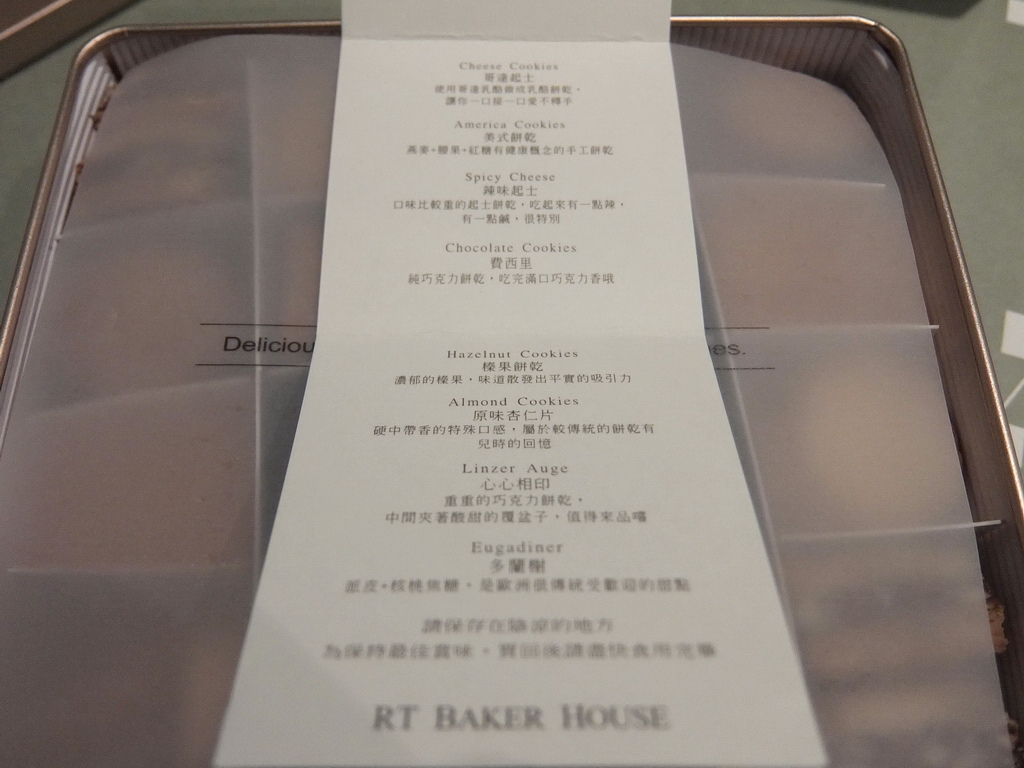 Cheese Cookies
哥達起士
使用哥達乳酪做成乳酪餅乾，
讓你一口接一口愛不釋手
America Cookies
美式餅乾
燕麥+腰果+紅糖有健康概念的手工餅乾
Spicy Cheese
辣味起士
口味比較重的起士餅乾，吃起來有一點辣，
有一點鹹，很特別
Chocolate Cookies
費西里
純巧克力餅乾，吃完滿口巧克力香哦
Deliciou
es.
Hazelnut Cookies
榛果餅乾
濃郁的榛果，味道散發出平實的吸引力
Almond Cookies
原味杏仁片
硬中帶香的特殊口感，屬於較傳統的餅乾有
兒時的回憶
Linzer Auge
心心相印
重重的巧克力餅乾，
中間夾著酸甜的覆盆子，值得來品嚐
Eugadiner
多蘭榭
派皮+核桃焦糖，是歐洲很傳統受歡迎的甜點
請保存在陰涼的地方
為保持最佳賞味，買回後請盡快食用完畢
RT BAKER HOUSE